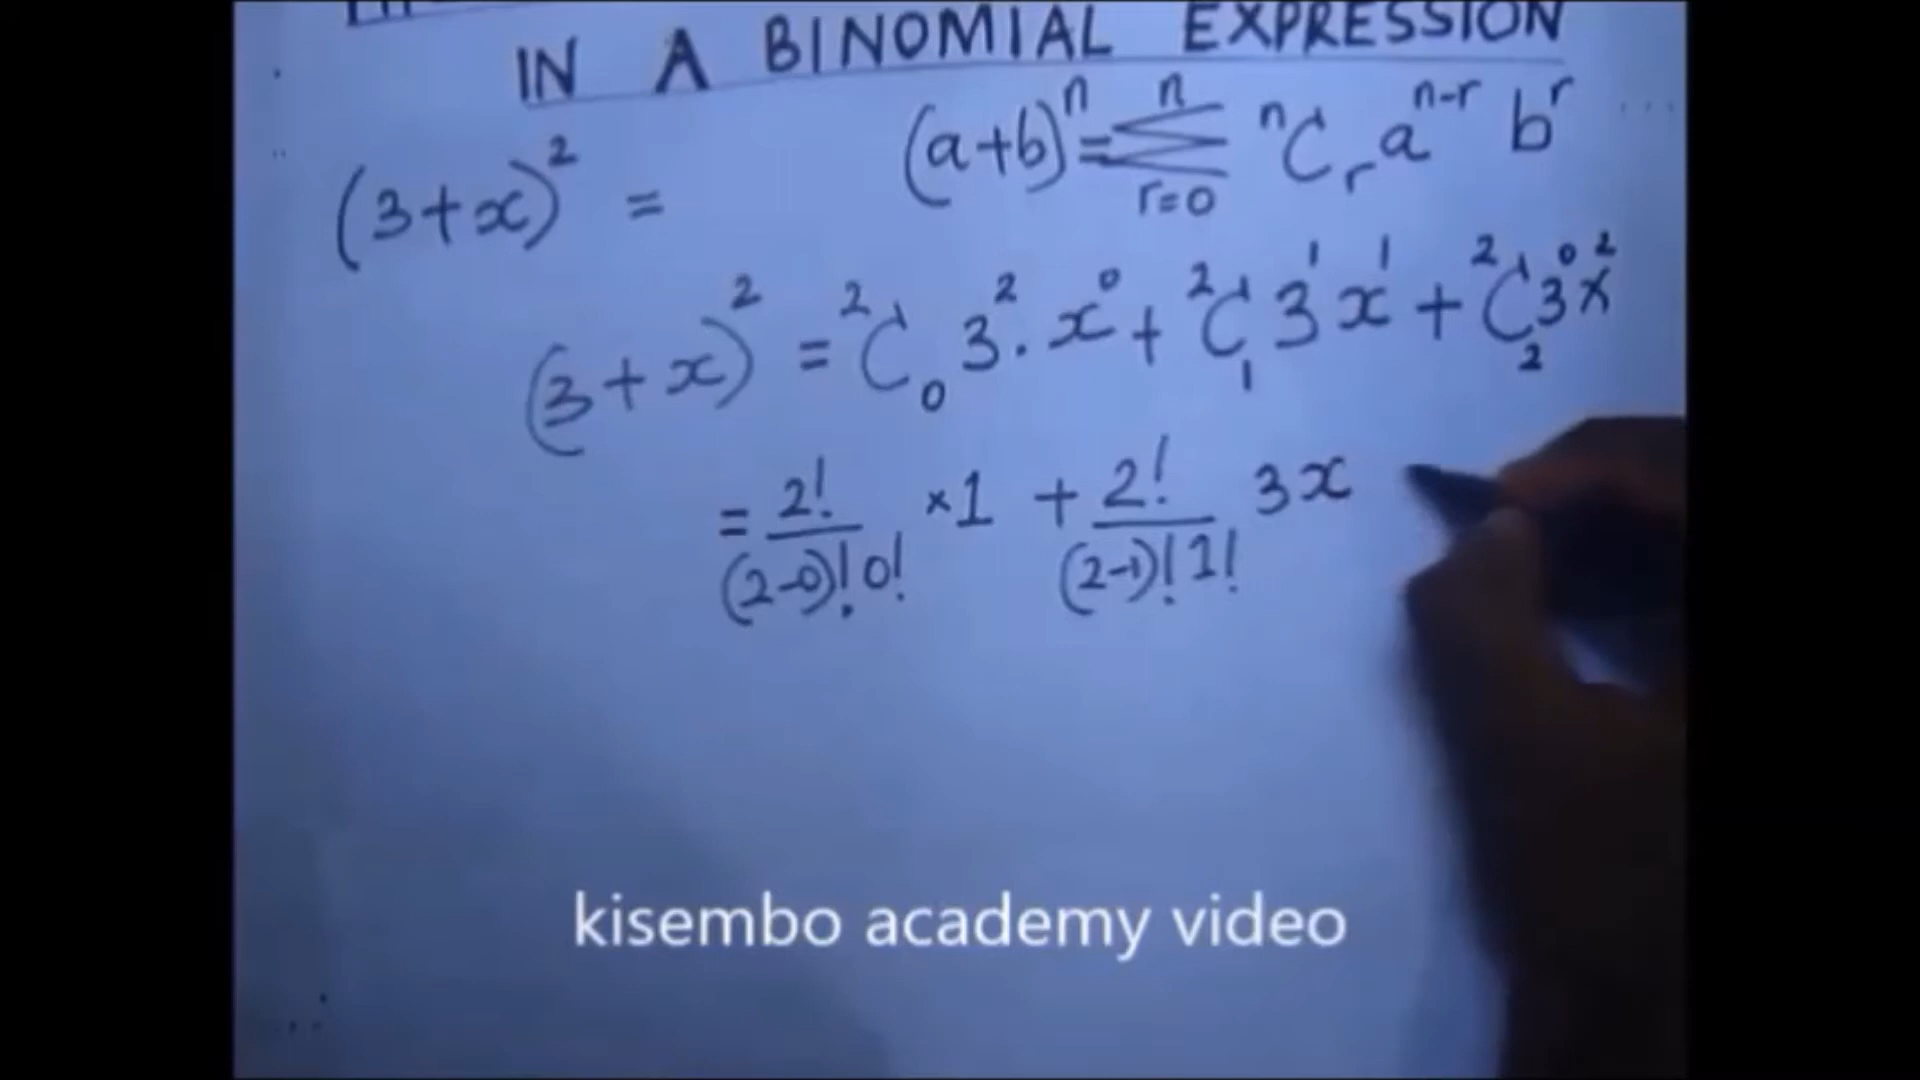 IN A BINOMIAL EXPRESSION
(a+b)ⁿ = Σ ⁿCᵣ aⁿ⁻ʳ bʳ
n
r=0
(3+x)² =
(3+x)² = ²C₀ 3² . x⁰ + ²C₁ 3¹ x¹ + ²C₂ 3⁰ x²
= 2!/(2-0)! 0! × 1 + 2!/(2-1)! 1! 3x
kisembo academy video